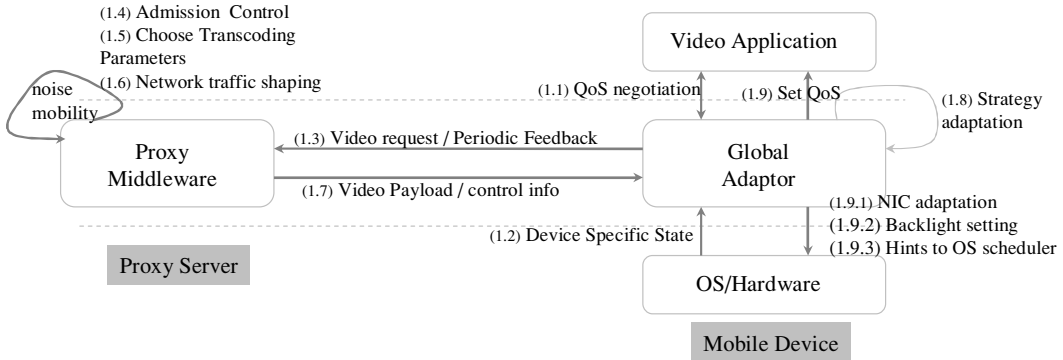 (1.4) Admission Control
(1.5) Choose Transcoding
Parameters
(1.6) Network traffic shaping
noise
mobility
Video Application
(1.1) QoS negotiation
(1.9) Set QoS
(1.8) Strategy
adaptation
Proxy
Middleware
(1.3) Video request / Periodic Feedback
(1.7) Video Payload / control info
Global
Adaptor
(1.9.1) NIC adaptation
(1.9.2) Backlight setting
(1.9.3) Hints to OS scheduler
(1.2) Device Specific State
Proxy Server
OS/Hardware
Mobile Device